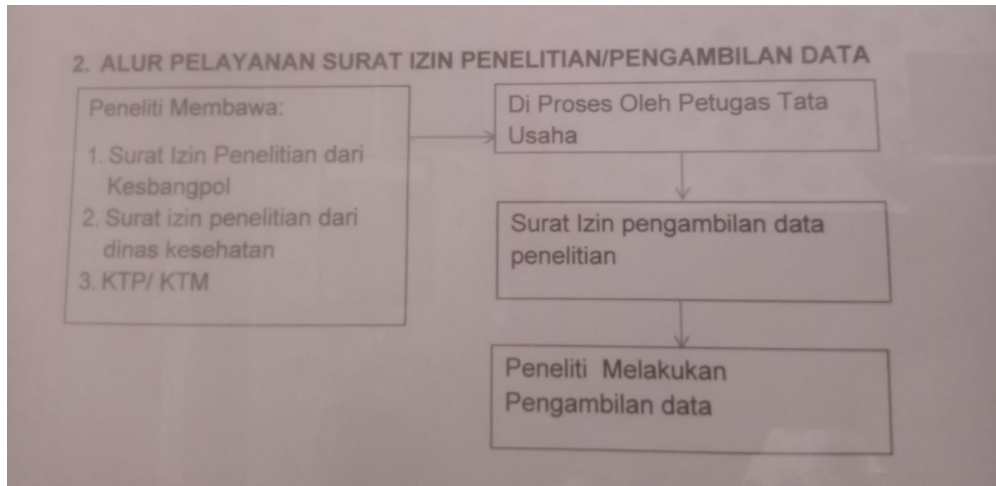 2. ALUR PELAYANAN SURAT IZIN PENELITIAN/PENGAMBILAN DATA
Peneliti Membawa:
1. Surat Izin Penelitian dari
Kesbangpol
2. Surat izin penelitian dari
dinas kesehatan
3. KTP/ KTM
Di Proses Oleh Petugas Tata
Usaha
Surat Izin pengambilan data
penelitian
Peneliti Melakukan
Pengambilan data